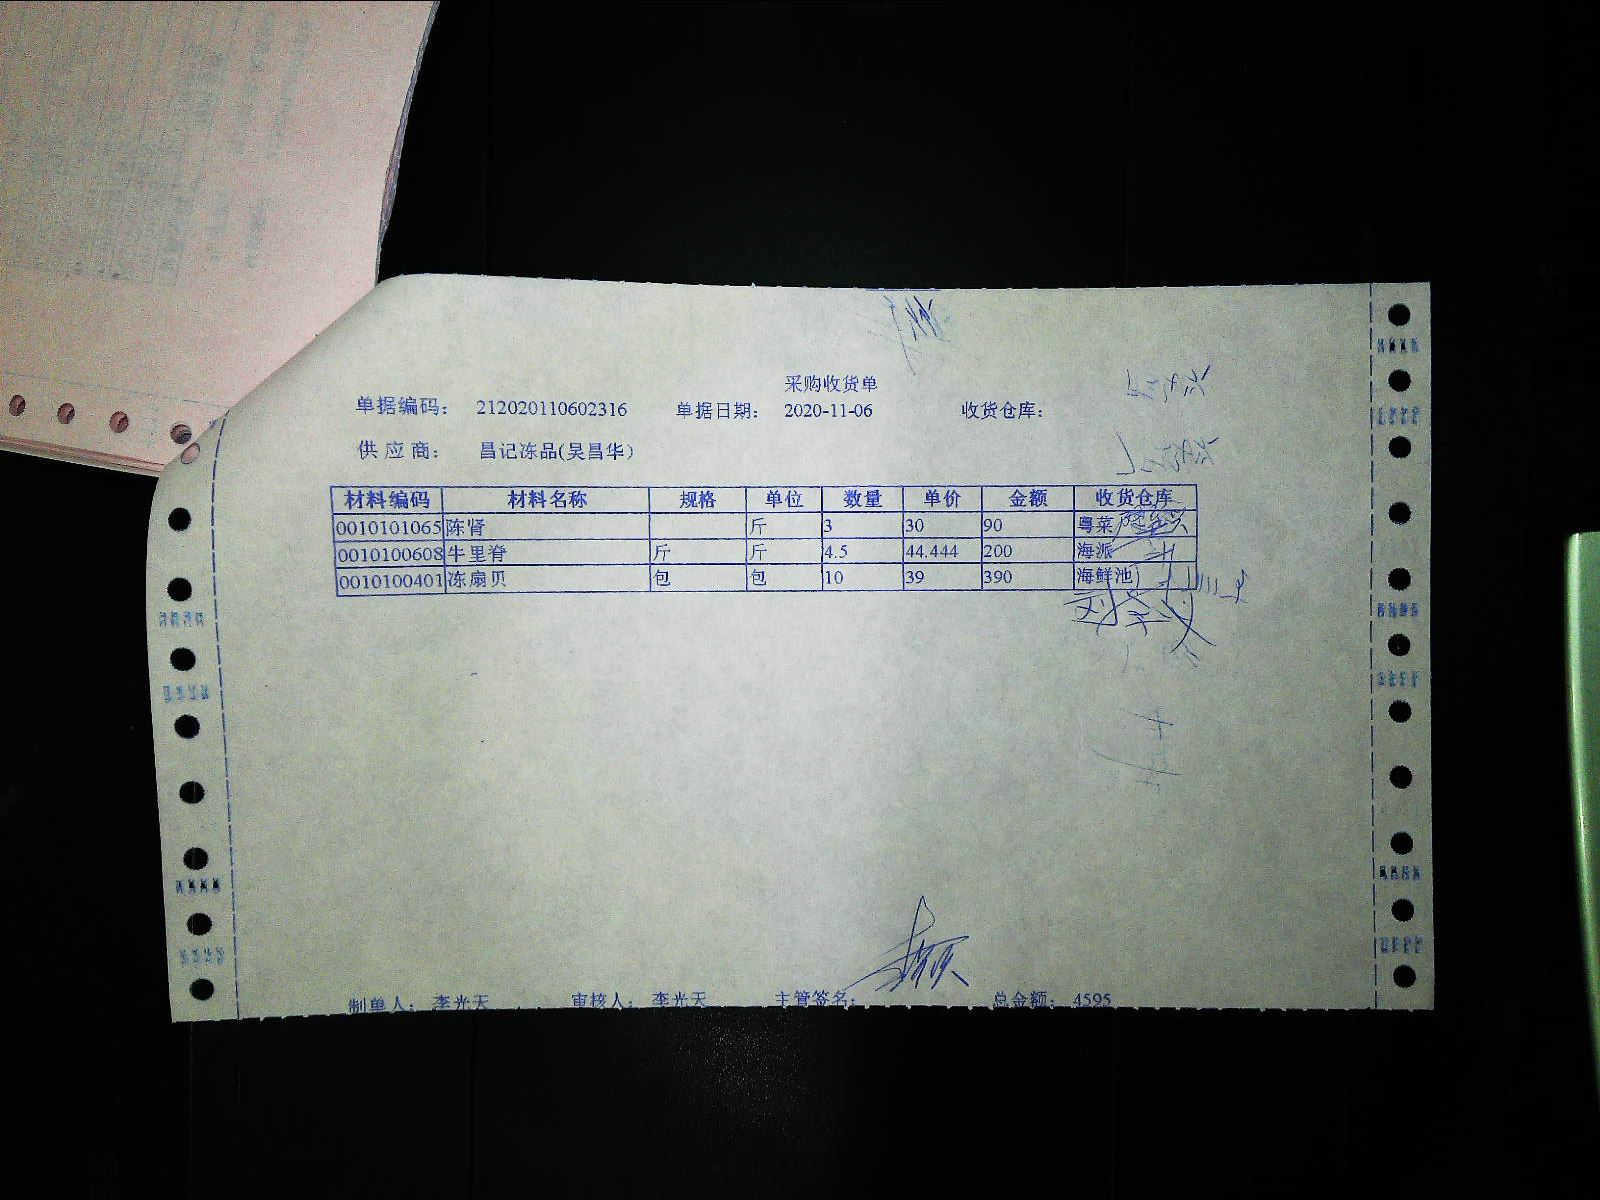 采购收货单
单据编码： 212020110602316 单据日期： 2020-11-06 收货仓库：
供应商： 昌记冻品(吴昌华)
材料编码 材料名称 规格 单位 数量 单价 金额 收货仓库
0010101065 陈肾 斤 3 30 90 粤菜
0010100608 牛里脊 斤 斤 4.5 44.444 200 海派
0010100401 冻扇贝 包 包 10 39 390 海鲜池
制单人： 李光天 审核人： 李光天 主管签名： 总金额： 4595